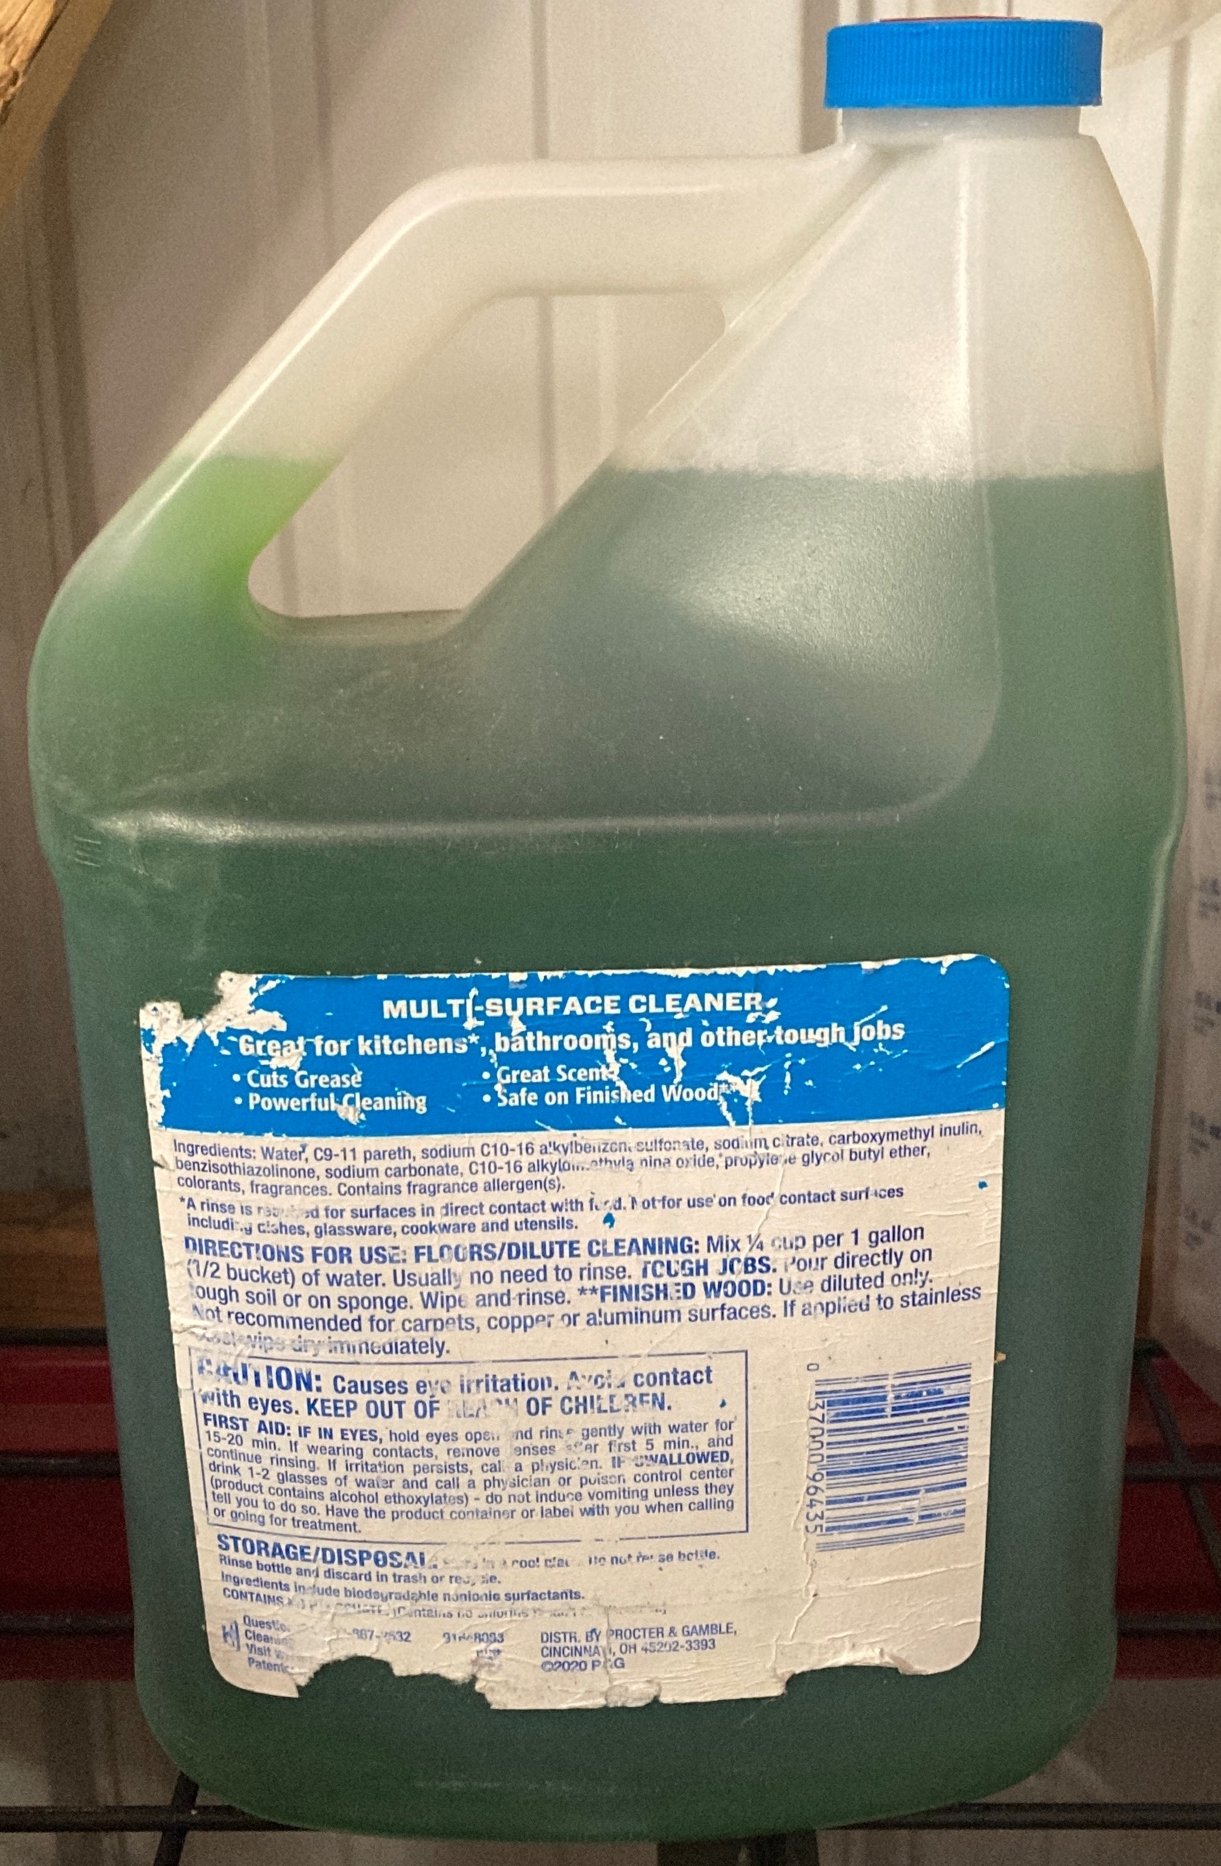 MULTI-SURFACE CLEANER
Great for kitchens*, bathrooms, and other tough jobs
• Cuts Grease
• Great Scent
• Powerful Cleaning
• Safe on Finished Wood**
Ingredients: Water, C9-11 pareth, sodium C10-16 alkylbenzene sulfonate, sodium citrate, carboxymethyl inulin,
benzisothiazolinone, sodium carbonate, C10-16 oxide, propylene glycol butyl ether,
colorants, fragrances. Contains fragrance allergen(s).
*A rinse is required for surfaces in direct contact with food. Not for use on food contact surfaces
including dishes, glassware, cookware and utensils.
DIRECTIONS FOR USE: FLOORS/DILUTE CLEANING: Mix ¼ cup per 1 gallon
(1/2 bucket) of water. Usually no need to rinse. TOUGH JOBS. Pour directly on
tough soil or on sponge. Wipe and rinse. **FINISHED WOOD: Use diluted only.
Not recommended for carpets, copper or aluminum surfaces. If applied to stainless
wipe dry immediately.
CAUTION: Causes eye irritation. Avoid contact
with eyes. KEEP OUT OF REACH OF CHILDREN.
FIRST AID: IF IN EYES, hold eyes open and rinse gently with water for
15-20 min. If wearing contacts, remove lenses after first 5 min., and
continue rinsing. If irritation persists, call a physician. IF SWALLOWED,
drink 1-2 glasses of water and call a physician or poison control center
(product contains alcohol ethoxylates) - do not induce vomiting unless they
tell you to do so. Have the product container or label with you when calling
or going for treatment.
STORAGE/DISPOSAL in a cool Do not bottle.
Rinse bottle and discard in trash or recycle.
Ingredients include biodegradable nonionic surfactants.
CONTAINS Contains no
Visit
DISTR. BY PROCTER & GAMBLE,
CINCINNATI, OH 45202-3393
©2020 P&G
0 37000 96435